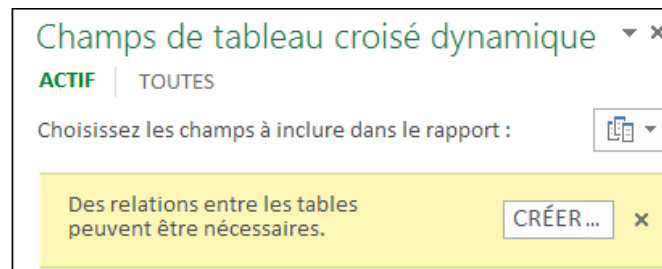 Champs de tableau croisé dynamique
ACTIF TOUTES
Choisissez les champs à inclure dans le rapport :
Des relations entre les tables
peuvent être nécessaires.
CRÉER...